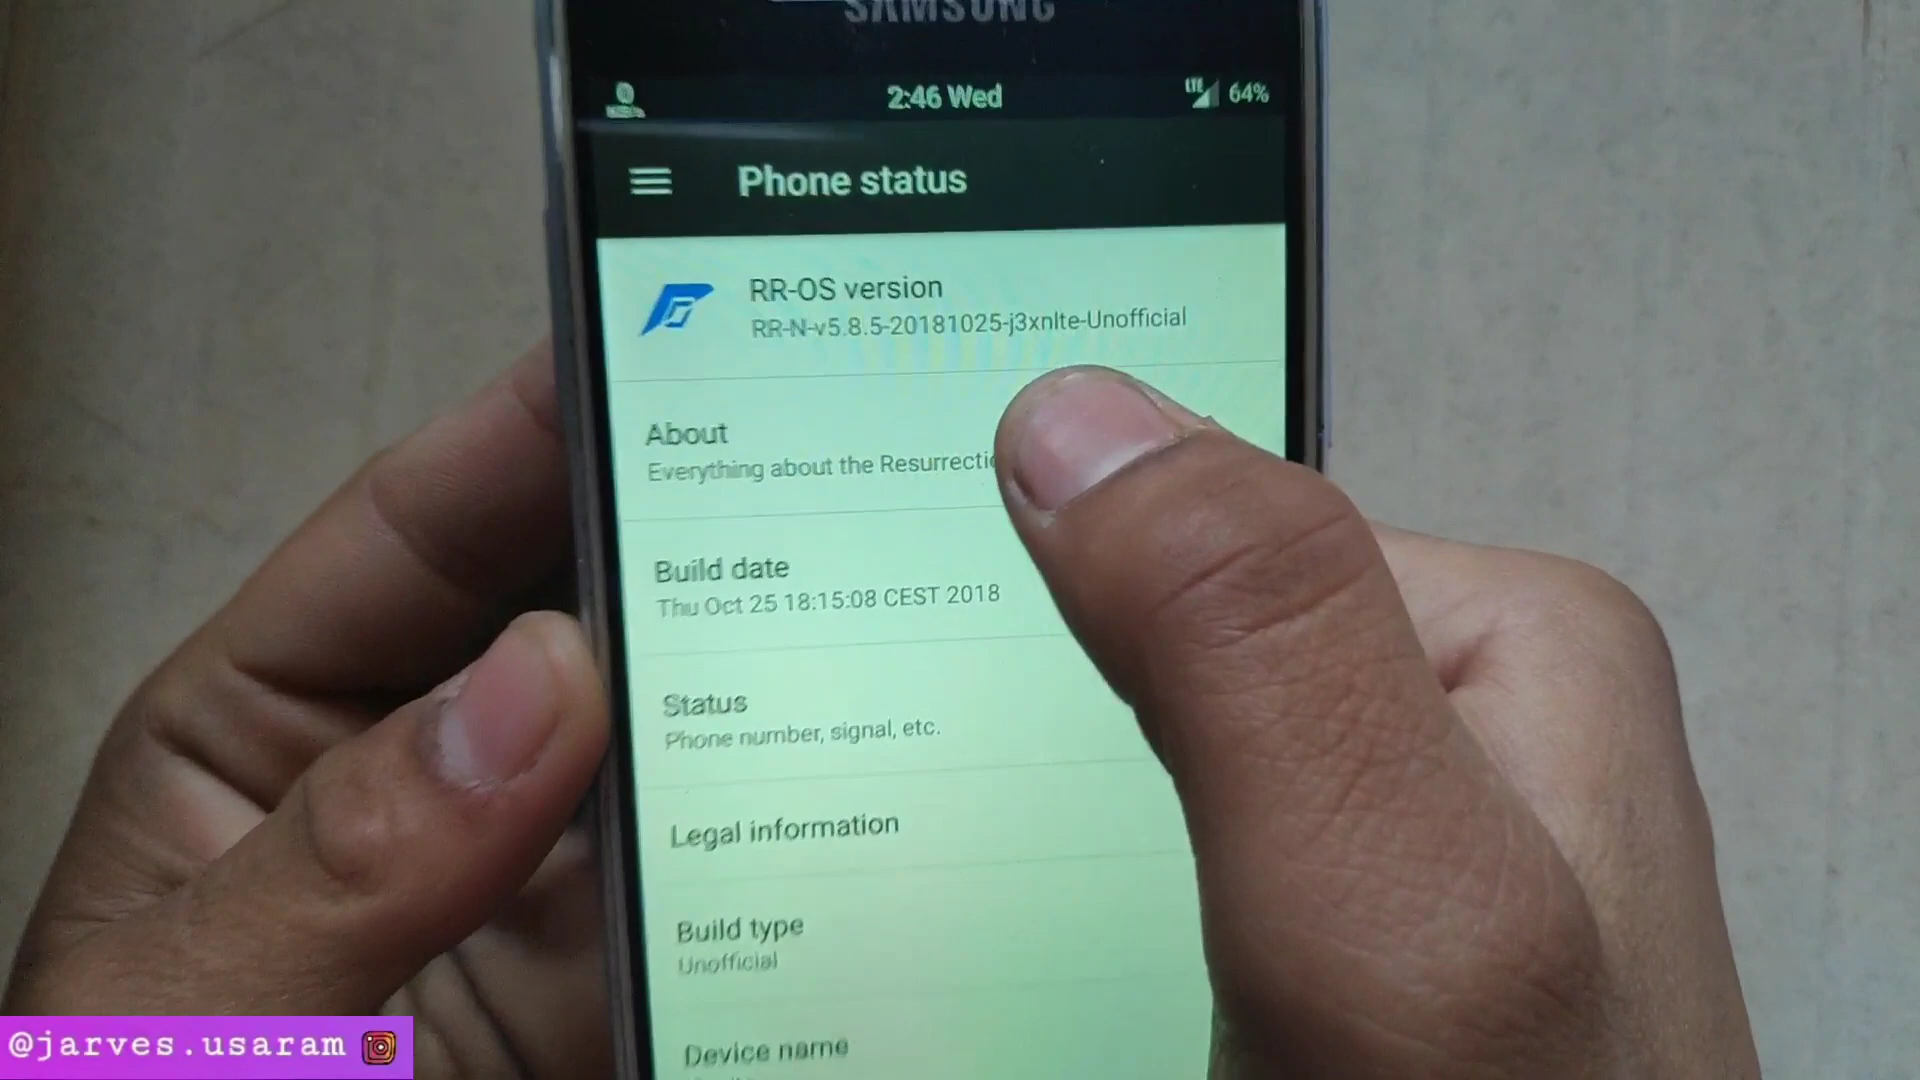 SAMSUNG
2:46 Wed
LTE
64%
Phone status
RR-OS version
RR-N-v5.8.5-20181025-j3xnlte-Unofficial
About
Everything about the Resurrectio
Build date
Thu Oct 25 18:15:08 CEST 2018
Status
Phone number, signal, etc.
Legal information
Build type
Unofficial
Device name
@jarves.usaram